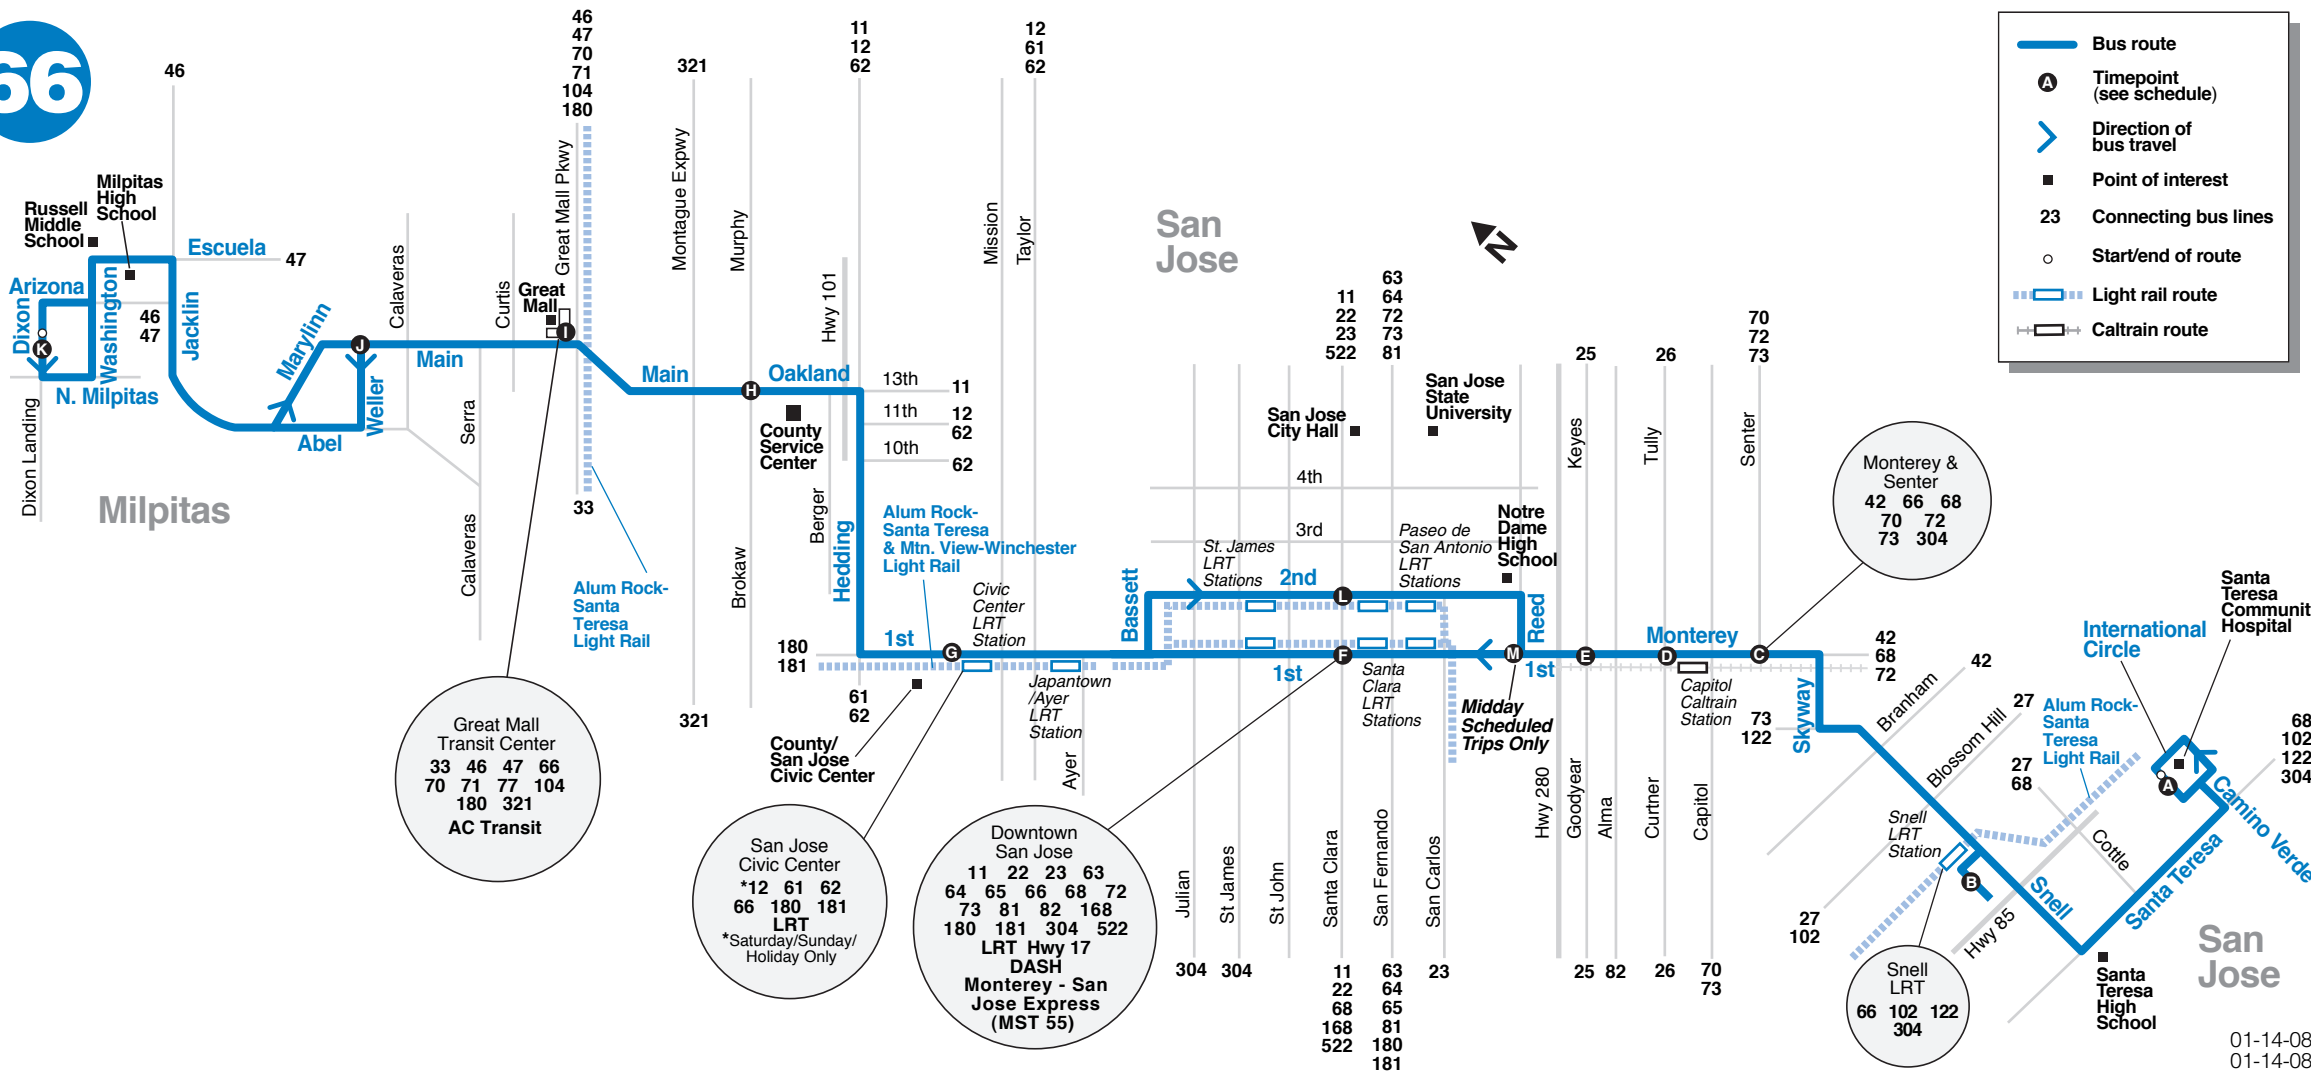 66
46
46
47
70
71
104
180
321
11
12
62
12
61
62
Bus route
A
Timepoint
(see schedule)
Direction of
bus travel
Point of interest
23
Connecting bus lines
Start/end of route
Light rail route
Caltrain route
Russell
Middle
School
Milpitas
High
School
Escuela
47
Arizona
Dixon
K
Washington
46
47
Jacklin
N. Milpitas
Dixon Landing
Milpitas
Marylinn
J
Weller
Abel
Calaveras
Main
Serra
Calaveras
Curtis
Great
Mall
I
Great Mall Pkwy
33
Alum Rock-
Santa
Teresa
Light Rail
Great Mall
Transit Center
33 46 47 66
70 71 77 104
180 321
AC Transit
Main
Montague Expwy
321
Murphy
H
Brokaw
Oakland
County
Service
Center
Hwy 101
Berger
Hedding
13th
11
11th
12
62
10th
62
Mission
Taylor
Alum Rock-
Santa Teresa
& Mtn. View-Winchester
Light Rail
180
181
1st
G
61
62
County/
San Jose
Civic Center
Civic
Center
LRT
Station
Japantown
/Ayer
LRT
Station
Ayer
San Jose
Civic Center
*12 61 62
66 180 181
LRT
*Saturday/Sunday/
Holiday Only
Downtown
San Jose
11 22 23 63
64 65 66 68 72
73 81 82 168
180 181 304 522
LRT Hwy 17
DASH
Monterey - San
Jose Express
(MST 55)
San
Jose
N
11
22
23
522
63
64
72
73
81
San Jose
City Hall
San Jose
State
University
4th
3rd
St. James
LRT
Stations
Paseo de
San Antonio
LRT
Stations
Notre
Dame
High
School
Bassett
2nd
L
Reed
1st
F
M
1st
Santa
Clara
LRT
Stations
Midday
Scheduled
Trips Only
Julian
304
St James
304
St John
Santa Clara
11
22
68
168
522
San Fernando
63
64
65
81
180
181
San Carlos
23
Hwy 280
25
Keyes
E
Goodyear
25
Alma
82
26
Tully
D
Curtner
26
Monterey
Capitol
Caltrain
Station
Capitol
70
73
70
72
73
Senter
C
Monterey &
Senter
42 66 68
70 72
73 304
42
68
72
73
122
Skyway
Branham
42
Blossom Hill
27
27
102
Snell
LRT
Station
B
Snell
LRT
66 102 122
304
Hwy 85
Snell
Alum Rock-
Santa
Teresa
Light Rail
27
68
Cottle
Santa Teresa
Santa
Teresa
High
School
International
Circle
Santa
Teresa
Communit
Hospital
A
Camino Verde
68
102
122
304
San
Jose
01-14-08
01-14-08